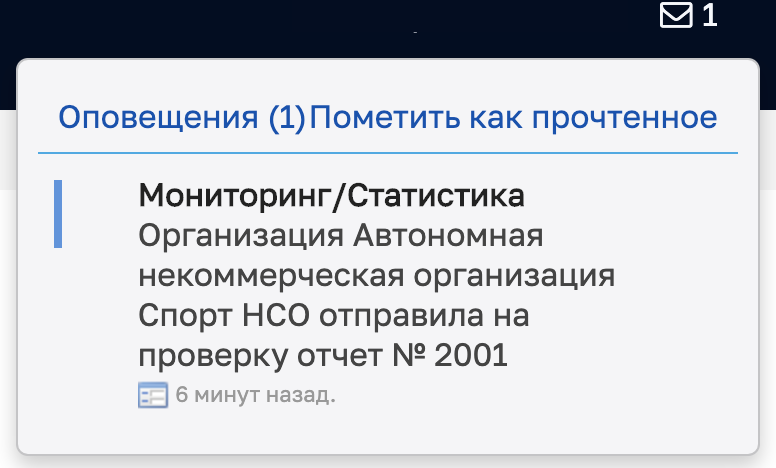 1
Оповещения (1)Пометить как прочтенное
Мониторинг/Статистика
Организация Автономная
некоммерческая организация
Спорт НСО отправила на
проверку отчет № 2001
6 минут назад.